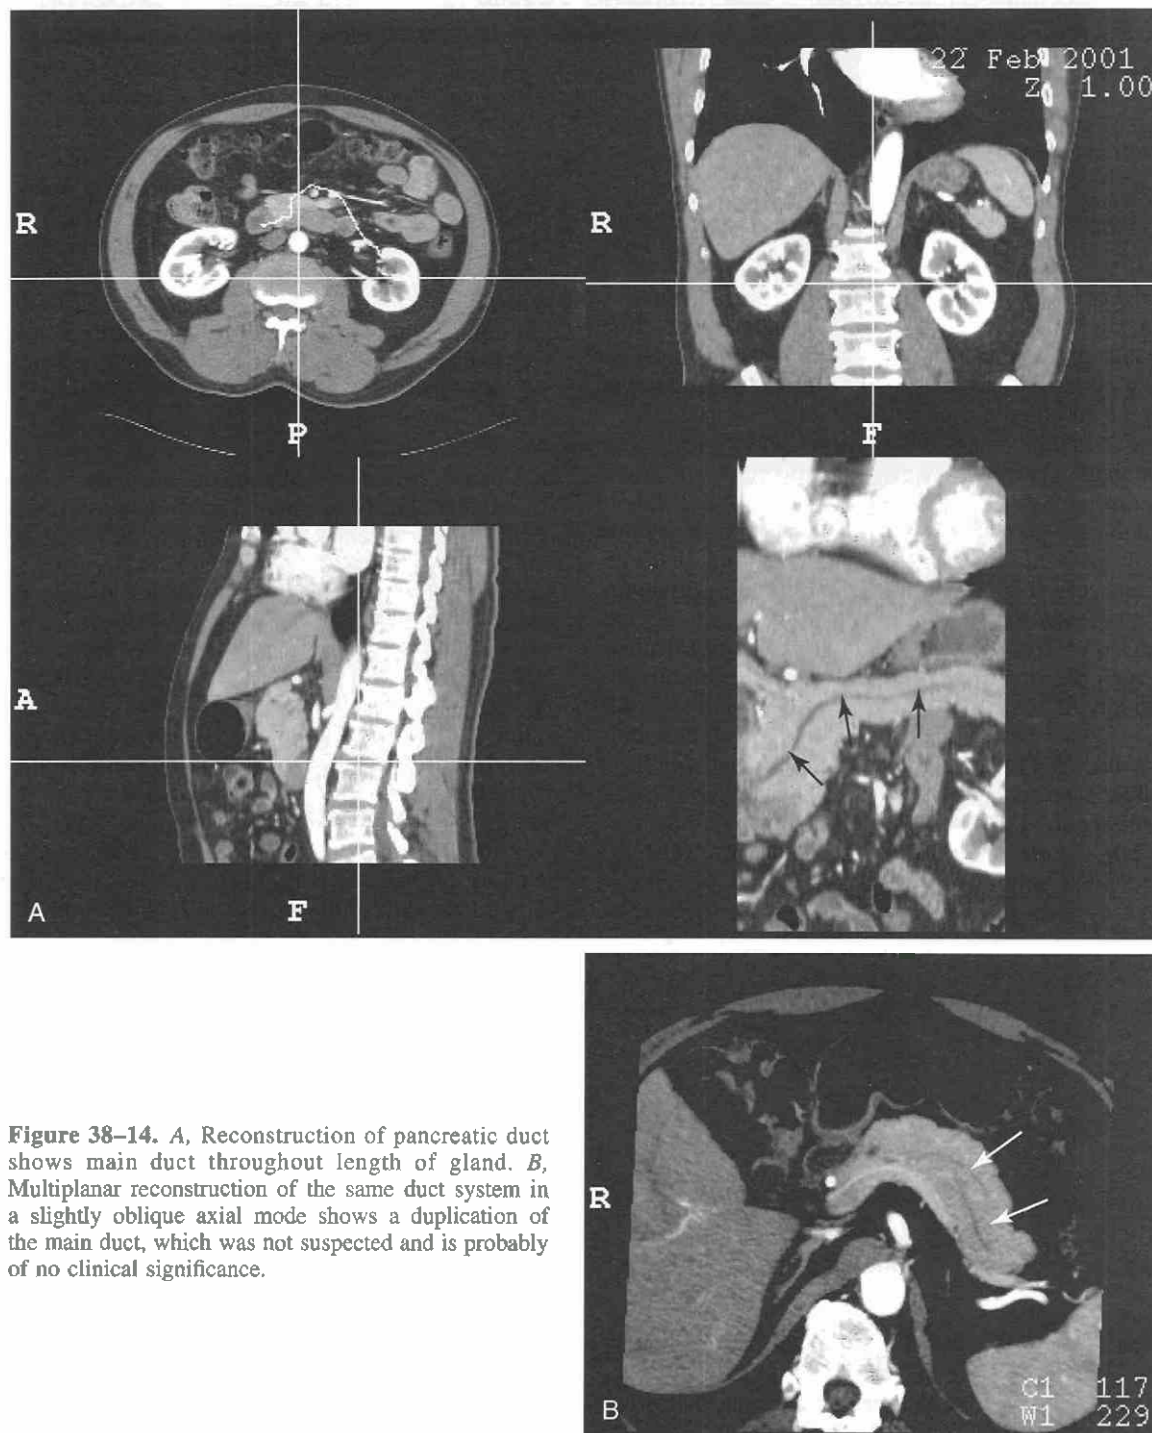 22 Feb 2001
Z 1.00
R
R
P
F
A
A
F
Figure 38–14. A, Reconstruction of pancreatic duct
shows main duct throughout length of gland. B,
Multiplanar reconstruction of the same duct system in
a slightly oblique axial mode shows a duplication of
the main duct, which was not suspected and is probably
of no clinical significance.
R
B
C1 117
W1 229